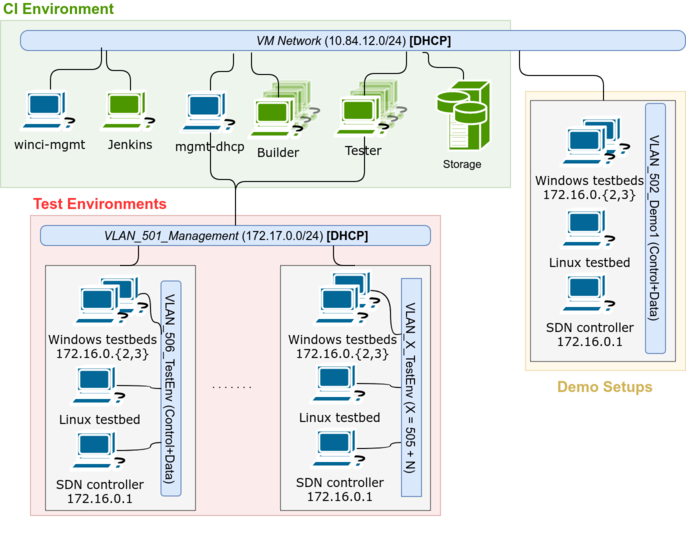 CI Environment
VM Network (10.84.12.0/24) [DHCP]
winci-mgmt
Jenkins
mgmt-dhcp
Builder
Tester
Storage
Test Environments
VLAN_501_Management (172.17.0.0/24) [DHCP]
Windows testbeds
172.16.0.{2,3}
Linux testbed
SDN controller
172.16.0.1
VLAN_506_TestEnv (Control+Data)
. . . . . . .
Windows testbeds
172.16.0.{2,3}
Linux testbed
SDN controller
172.16.0.1
VLAN_X_TestEnv
(X = 505 + N)
Windows testbeds
172.16.0.{2,3}
Linux testbed
SDN controller
172.16.0.1
VLAN_502_Demo1 (Control+Data)
Demo Setups